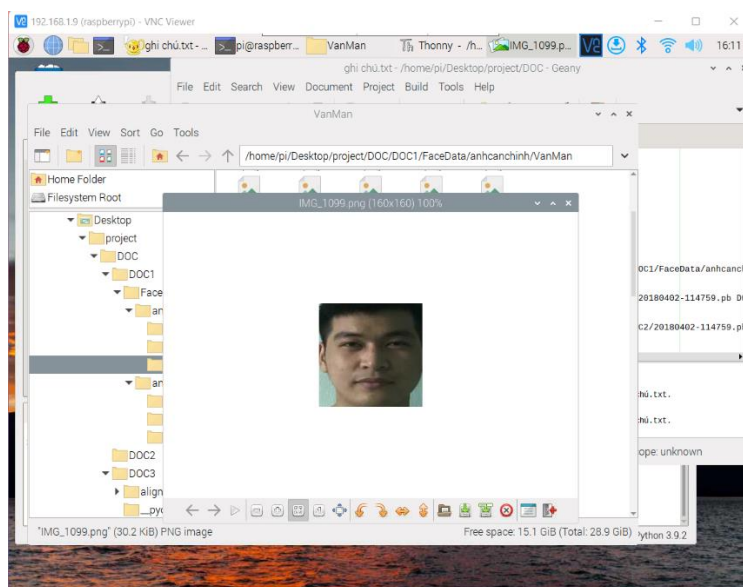 192.168.1.9 (raspberrypi) - VNC Viewer
ghi chú.txt - ... pi@raspberr... VanMan Thonny - /h... IMG_1099.p... 16:11
ghi chú.txt - /home/pi/Desktop/project/DOC - Geany
File Edit Search View Document Project Build Tools Help
VanMan
File Edit View Sort Go Tools
/home/pi/Desktop/project/DOC/DOC1/FaceData/anhcanchinh/VanMan
Home Folder
Filesystem Root
IMG_1099.png (160x160) 100%
Desktop
project
DOC
DOC1
Face
an
an
DOC2
DOC3
align
__pyc
OC1/FaceData/anhcanch
20180402-114759.pb D
C2/20180402-114759.p
chú.txt.
chú.txt.
ope: unknown
"IMG_1099.png" (30.2 KiB) PNG image
Free space: 15.1 GiB (Total: 28.9 GiB)
ython 3.9.2